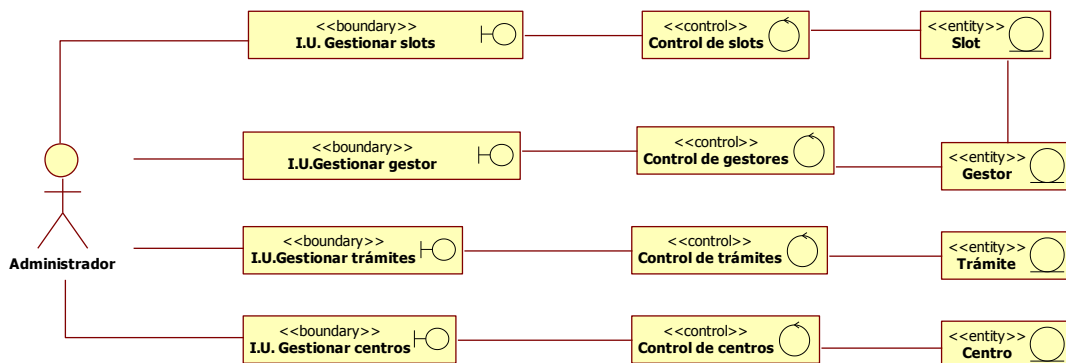 <<boundary>>
I.U. Gestionar slots
<<control>>
Control de slots
<<entity>>
Slot
<<boundary>>
I.U.Gestionar gestor
<<control>>
Control de gestores
<<entity>>
Gestor
Administrador
<<boundary>>
I.U.Gestionar trámites
<<control>>
Control de trámites
<<entity>>
Trámite
<<boundary>>
I.U. Gestionar centros
<<control>>
Control de centros
<<entity>>
Centro